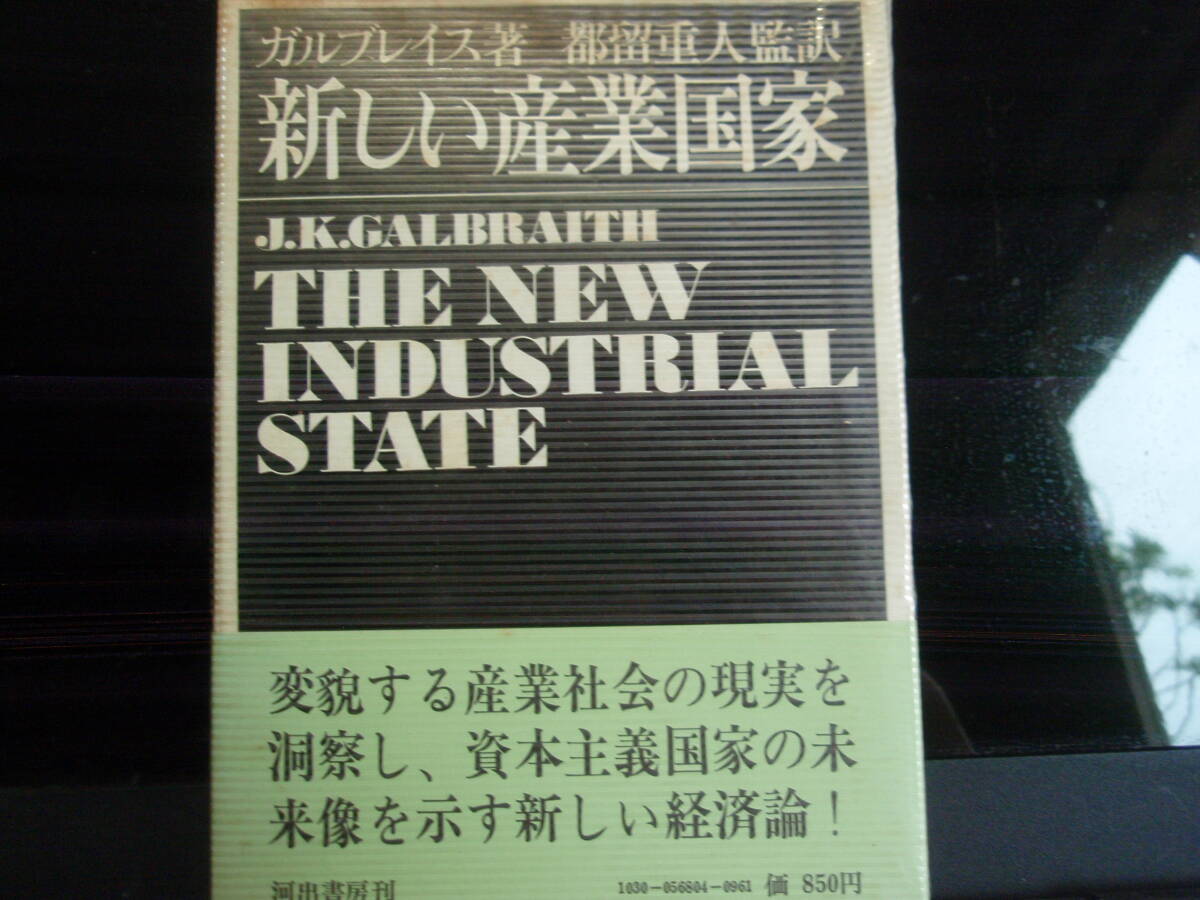 ガルブレイス著 都留重人監訳
新しい産業国家
J.K.GALBRAITH
THE NEW
INDUSTRIAL
STATE
変貌する産業社会の現実を
洞察し、資本主義国家の未
来像を示す新しい経済論!
河出書房刊 1030-056804-0961 価 850円